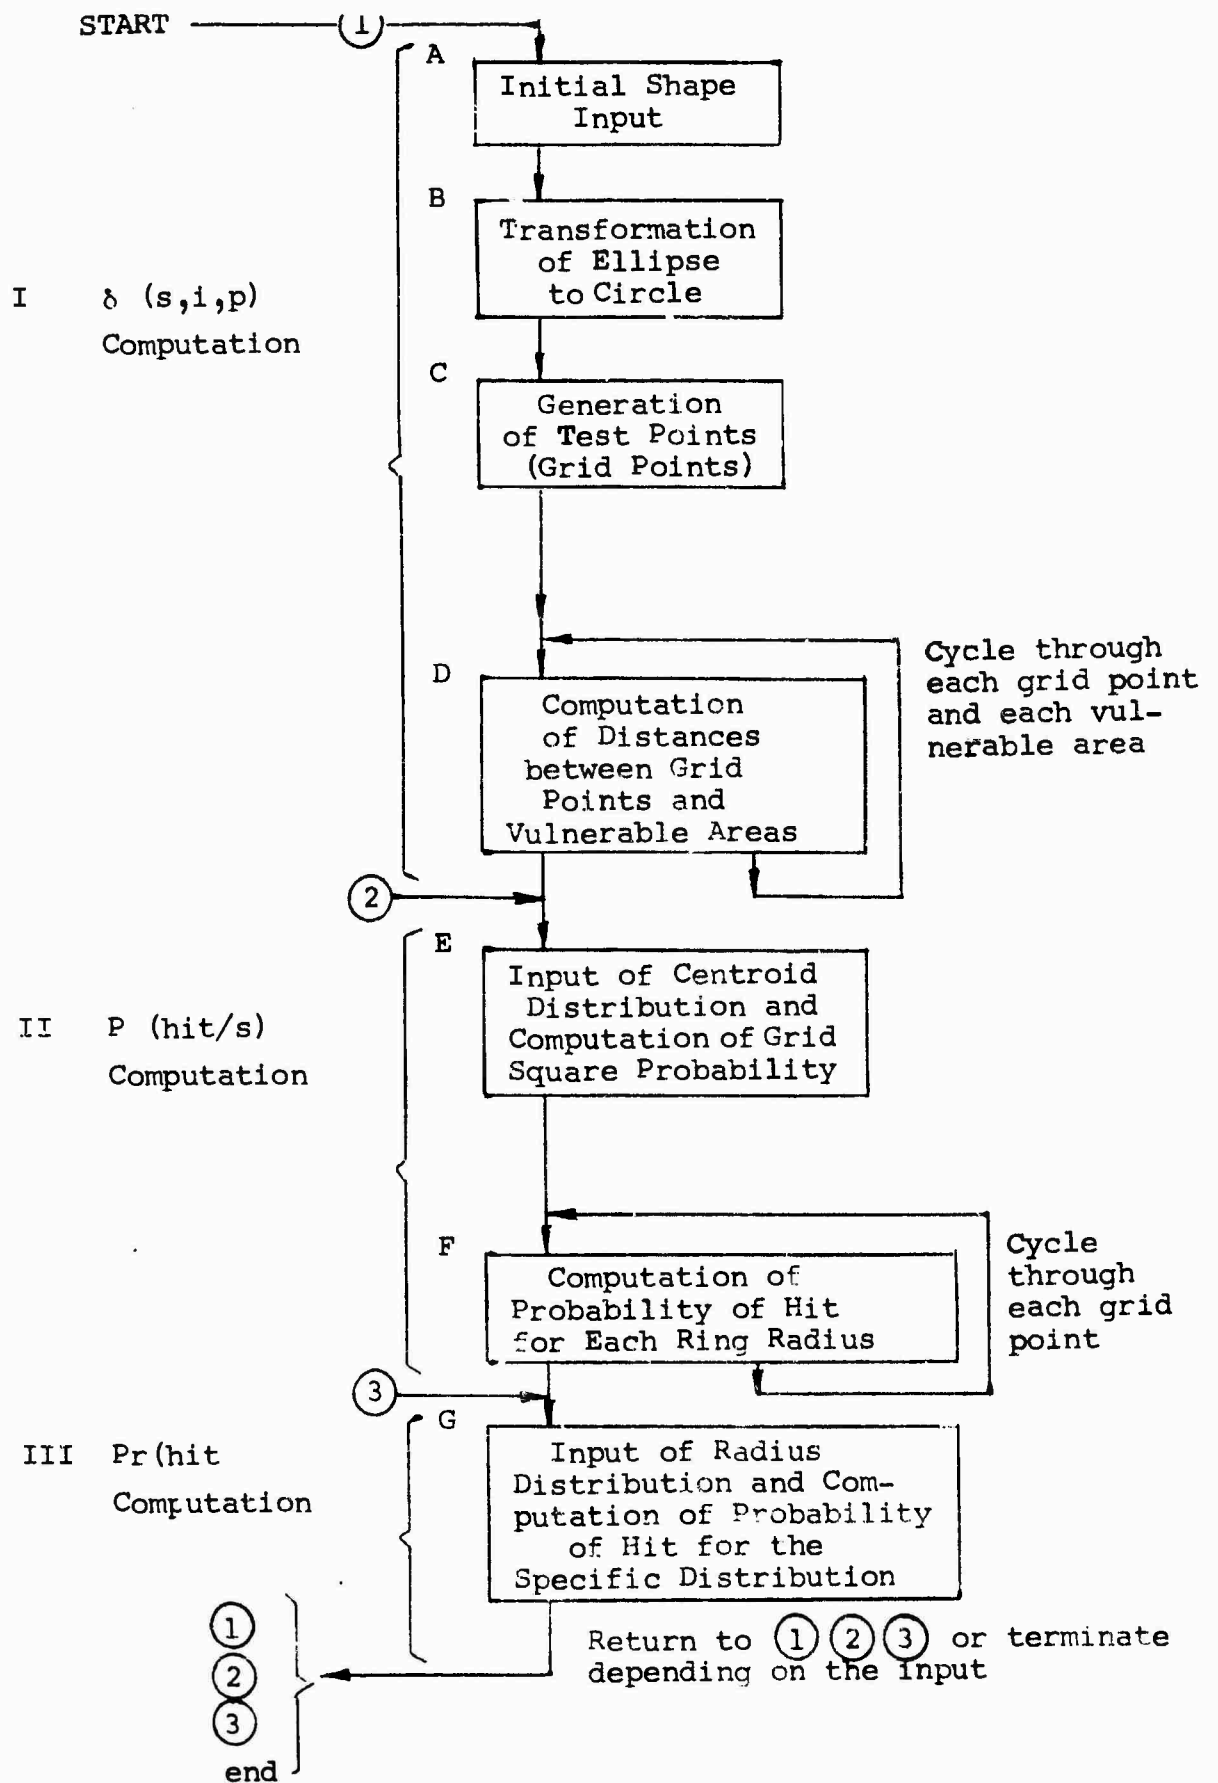 START
1
A
Initial Shape
Input
B
Transformation
of Ellipse
to Circle
I δ (s,i,p)
Computation
C
Generation
of Test Points
(Grid Points)
Cycle through
each grid point
and each vul-
nerable area
D
Computation
of Distances
between Grid
Points and
Vulnerable Areas
2
E
Input of Centroid
Distribution and
Computation of Grid
Square Probability
II P (hit/s)
Computation
F
Computation of
Probability of Hit
for Each Ring Radius
Cycle
through
each grid
point
3
G
III Pr(hit
Computation
Input of Radius
Distribution and Com-
putation of Probability
of Hit for the
Specific Distribution
1
2
3
end
Return to 1 2 3 or terminate
depending on the input